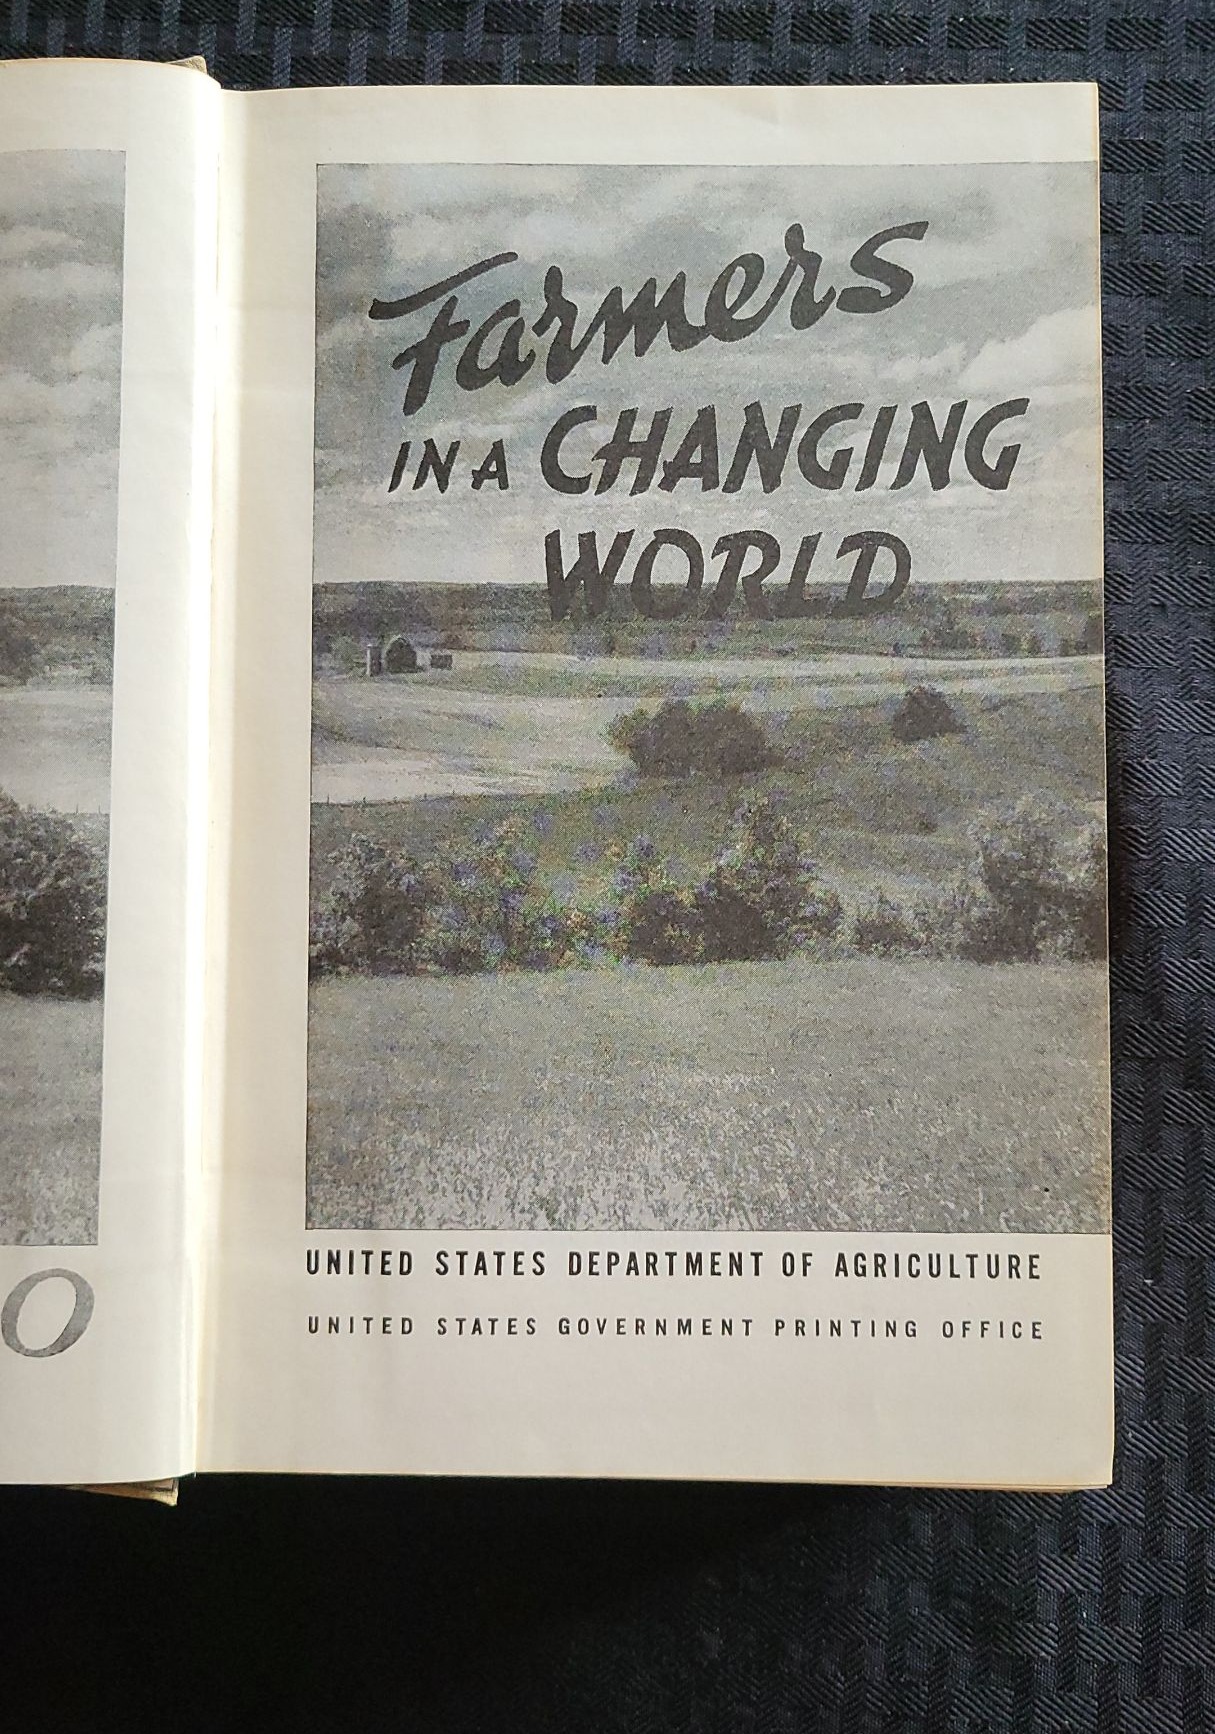 Farmers
IN A CHANGING
WORLD
UNITED STATES DEPARTMENT OF AGRICULTURE
UNITED STATES GOVERNMENT PRINTING OFFICE
O